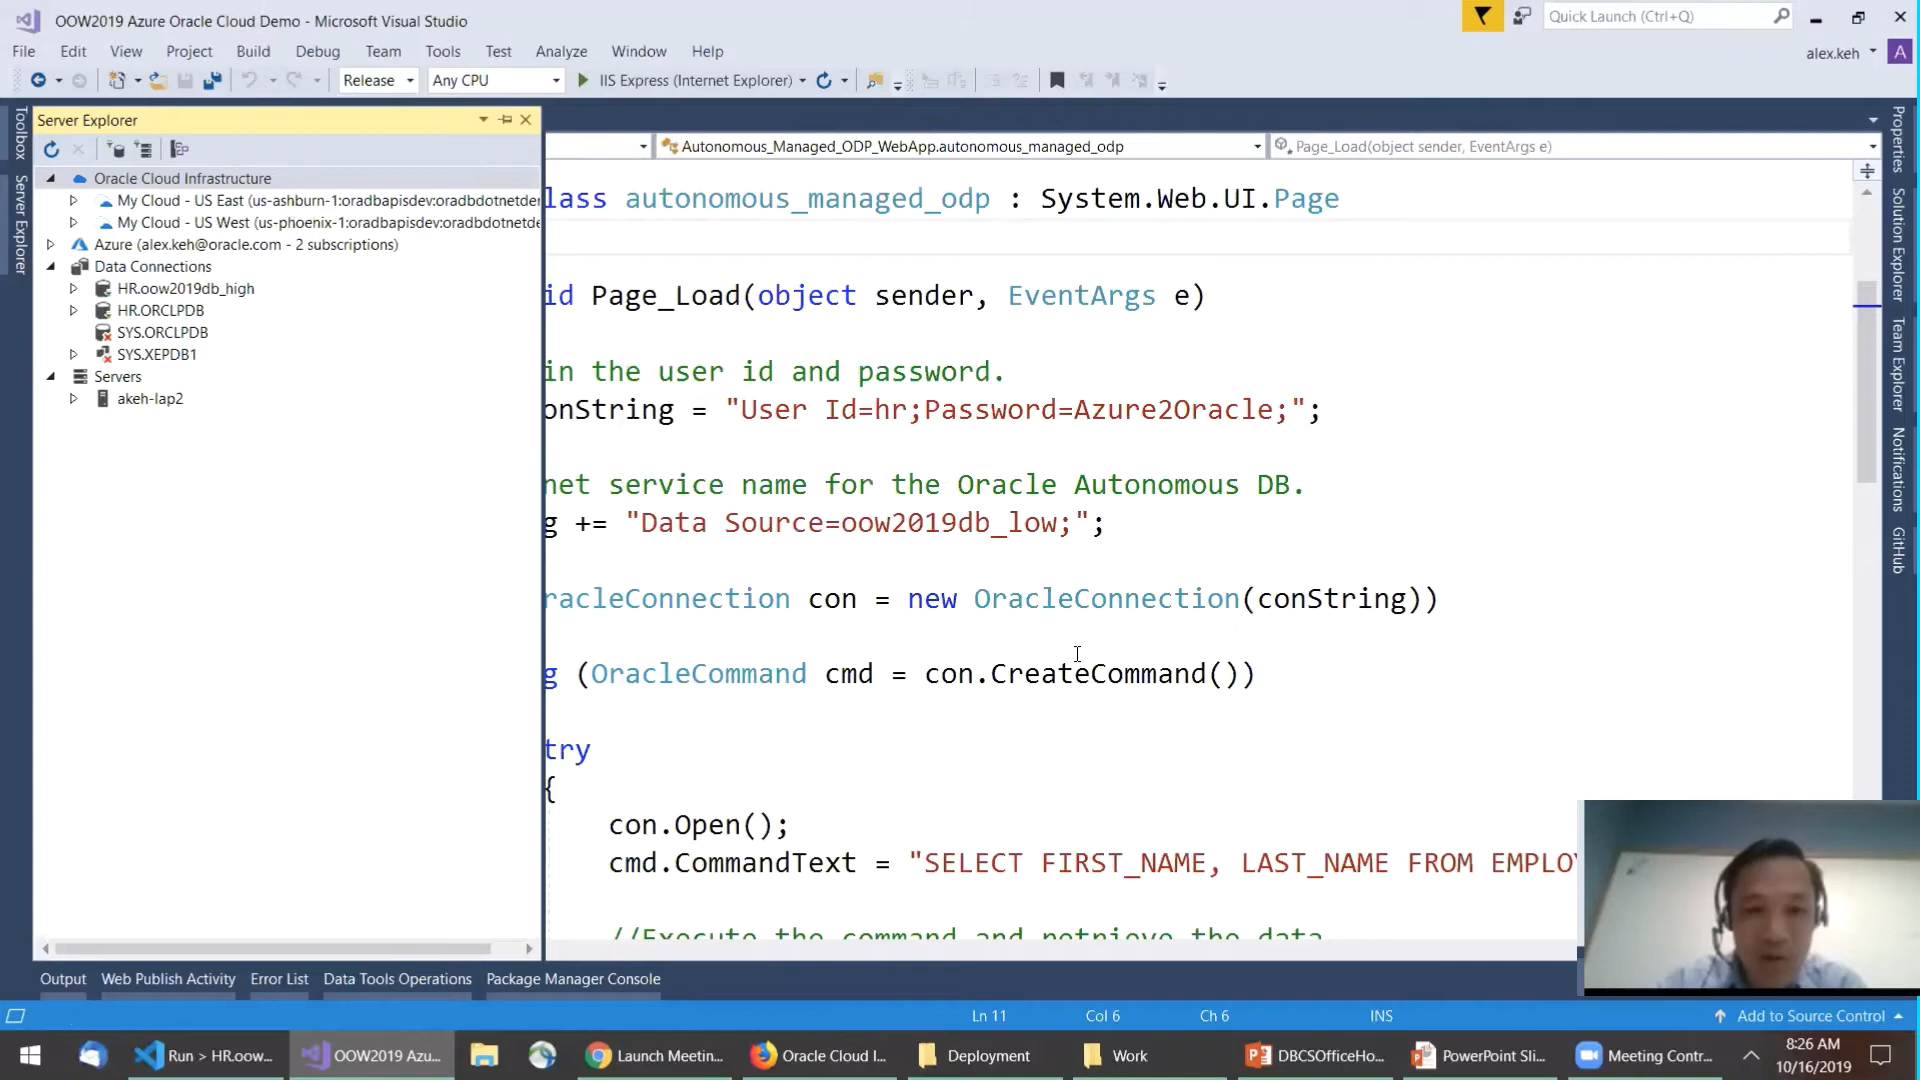 OOW2019 Azure Oracle Cloud Demo - Microsoft Visual Studio
Quick Launch (Ctrl+Q)
File Edit View Project Build Debug Team Tools Test Analyze Window Help
alex.keh A
Release Any CPU IIS Express (Internet Explorer)
Toolbox
Server Explorer
Server Explorer
Oracle Cloud Infrastructure
My Cloud - US East (us-ashburn-1:oradbapisdev:oradbdotnetder
My Cloud - US West (us-phoenix-1:oradbapisdev:oradbdotnetde
Azure (alex.keh@oracle.com - 2 subscriptions)
Data Connections
HR.oow2019db_high
HR.ORCLPDB
SYS.ORCLPDB
SYS.XEPDB1
Servers
akeh-lap2
Autonomous_Managed_ODP_WebApp.autonomous_managed_odp
Page_Load(object sender, EventArgs e)
lass autonomous_managed_odp : System.Web.UI.Page
id Page_Load(object sender, EventArgs e)
in the user id and password.
onString = "User Id=hr;Password=Azure2Oracle;";
net service name for the Oracle Autonomous DB.
g += "Data Source=oow2019db_low;";
racleConnection con = new OracleConnection(conString))
g (OracleCommand cmd = con.CreateCommand())
try
{
con.Open();
cmd.CommandText = "SELECT FIRST_NAME, LAST_NAME FROM EMPLOY
//Execute the command and retrieve the data
Properties
Solution Explorer
Team Explorer
Notifications
GitHub
Output Web Publish Activity Error List Data Tools Operations Package Manager Console
Ln 11 Col 6 Ch 6 INS Add to Source Control
Run > HR.oow... OOW2019 Azu... Launch Meetin... Oracle Cloud I... Deployment Work DBCSOfficeHo... PowerPoint Sli... Meeting Contr...
8:26 AM
10/16/2019